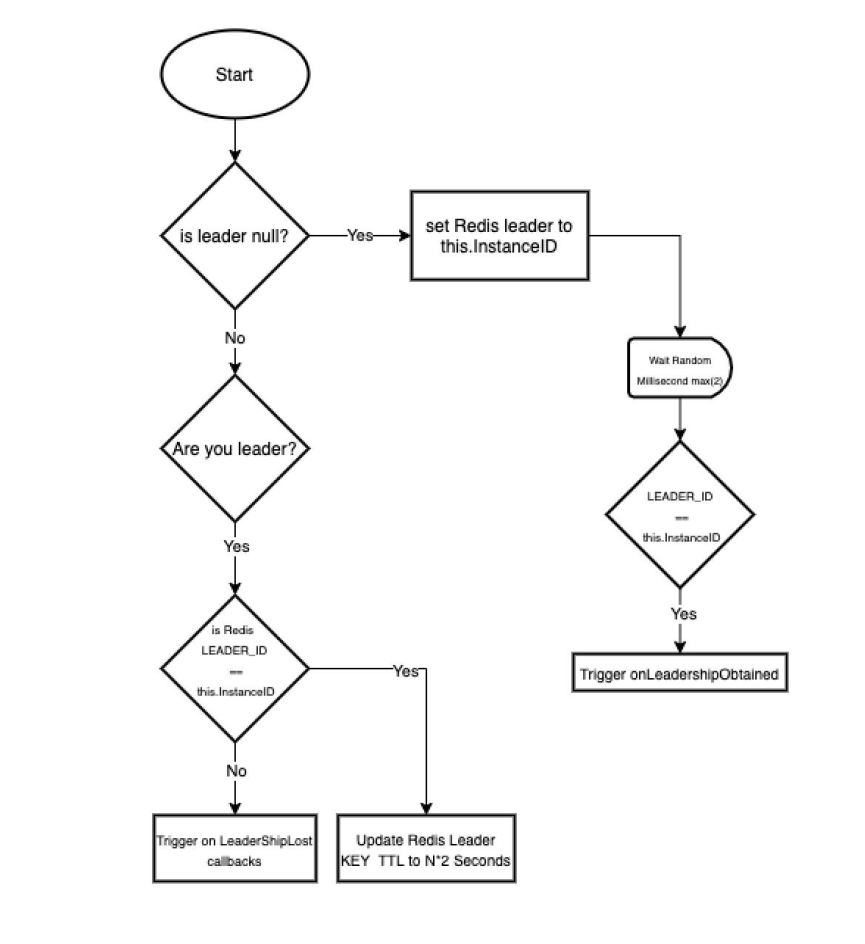 Start
is leader null?
Yes
set Redis leader to
this.InstanceID
No
Wait Random
Millisecond max(2)
Are you leader?
LEADER_ID
==
this.InstanceID
Yes
Yes
is Redis
LEADER_ID
==
this.InstanceID
Yes
Trigger onLeadershipObtained
No
Trigger on LeaderShipLost
callbacks
Update Redis Leader
KEY TTL to N*2 Seconds